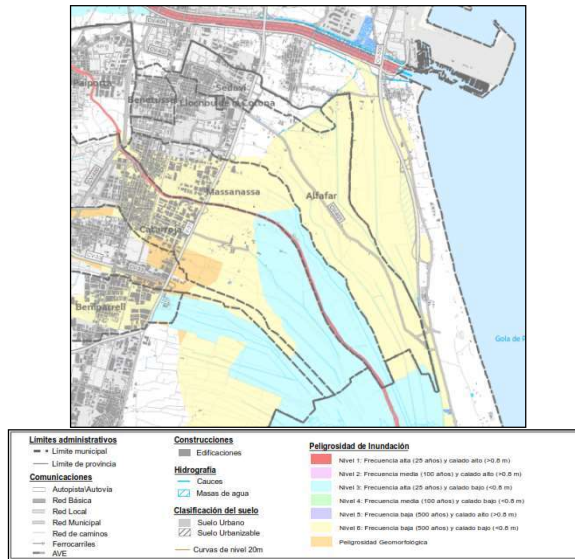 Paiporta
Sedaví
Benetússer
Llocnou de la Corona
Massanassa
Alfafar
Catarroja
Beniparrell
Gola de
Límites administrativos
Límite municipal
Límite de provincia
Comunicaciones
Autopista\Autovía
Red Básica
Red Local
Red Municipal
Red de caminos
Ferrocarriles
AVE
Construcciones
Edificaciones
Hidrografía
Cauces
Masas de agua
Clasificación del suelo
Suelo Urbano
Suelo Urbanizable
Curvas de nivel 20m
Peligrosidad de Inundación
Nivel 1: Frecuencia alta (25 años) y calado alto (>0.8 m)
Nivel 2: Frecuencia media (100 años) y calado alto (>0.8 m)
Nivel 3: Frecuencia alta (25 años) y calado bajo (<0.8 m)
Nivel 4: Frecuencia media (100 años) y calado bajo (<0.8 m)
Nivel 5: Frecuencia baja (500 años) y calado alto (>0.8 m)
Nivel 6: Frecuencia baja (500 años) y calado bajo (<0.8 m)
Peligrosidad Geomorfológica